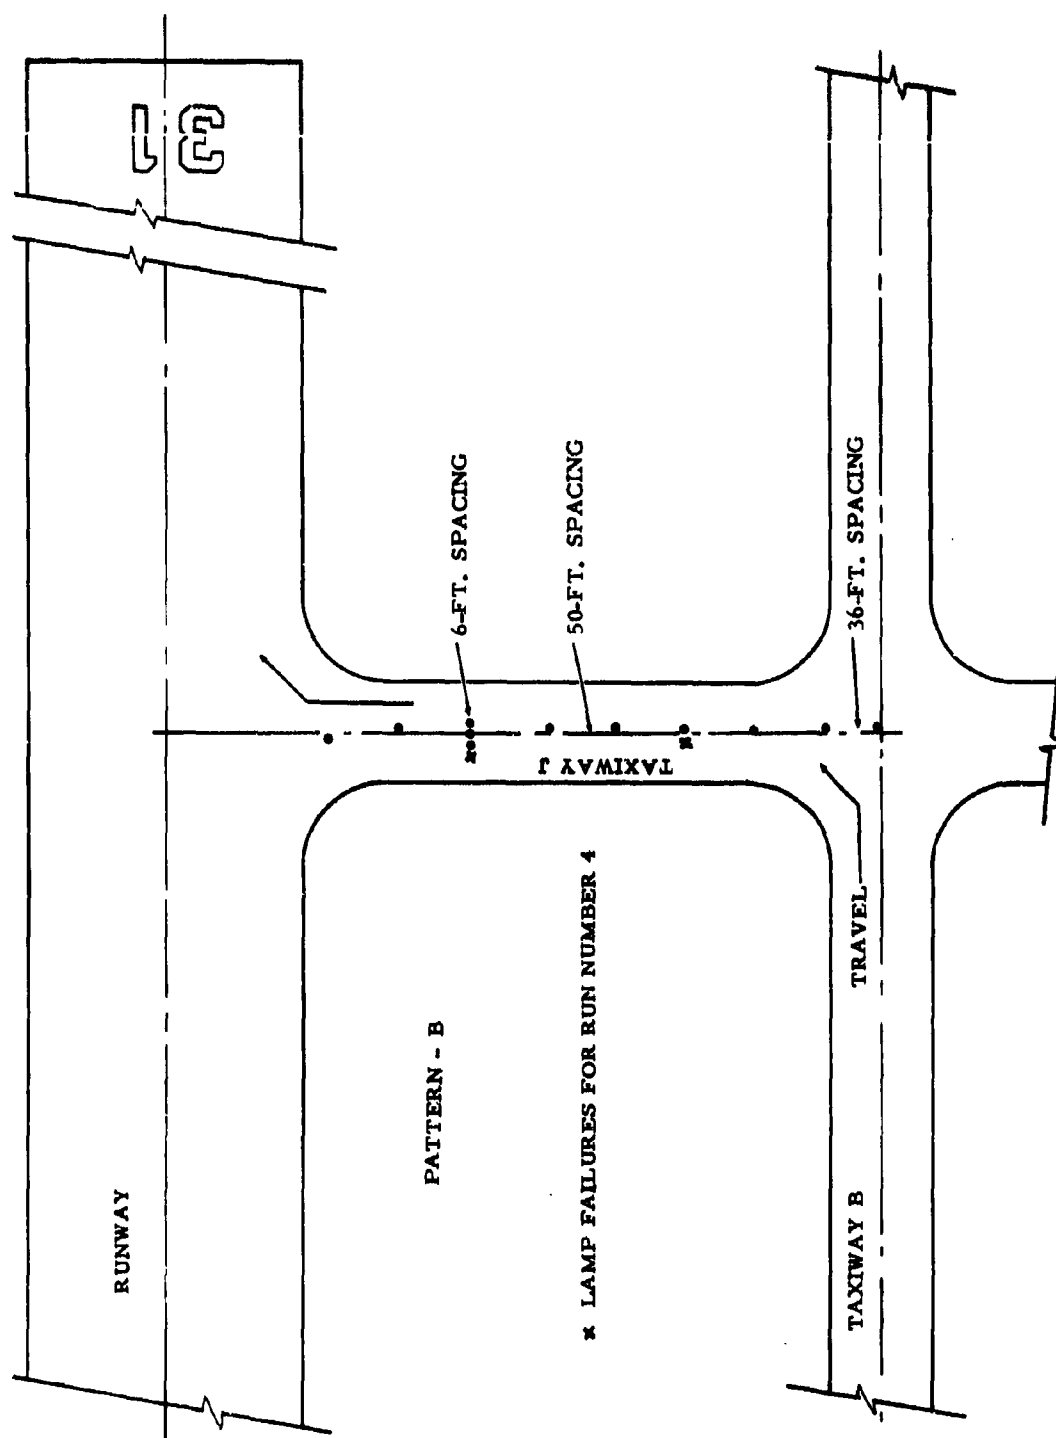 31
RUNWAY
PATTERN - B
6-FT. SPACING
50-FT. SPACING
x LAMP FAILURES FOR RUN NUMBER 4
TAXIWAY J
36-FT. SPACING
TRAVEL
TAXIWAY B